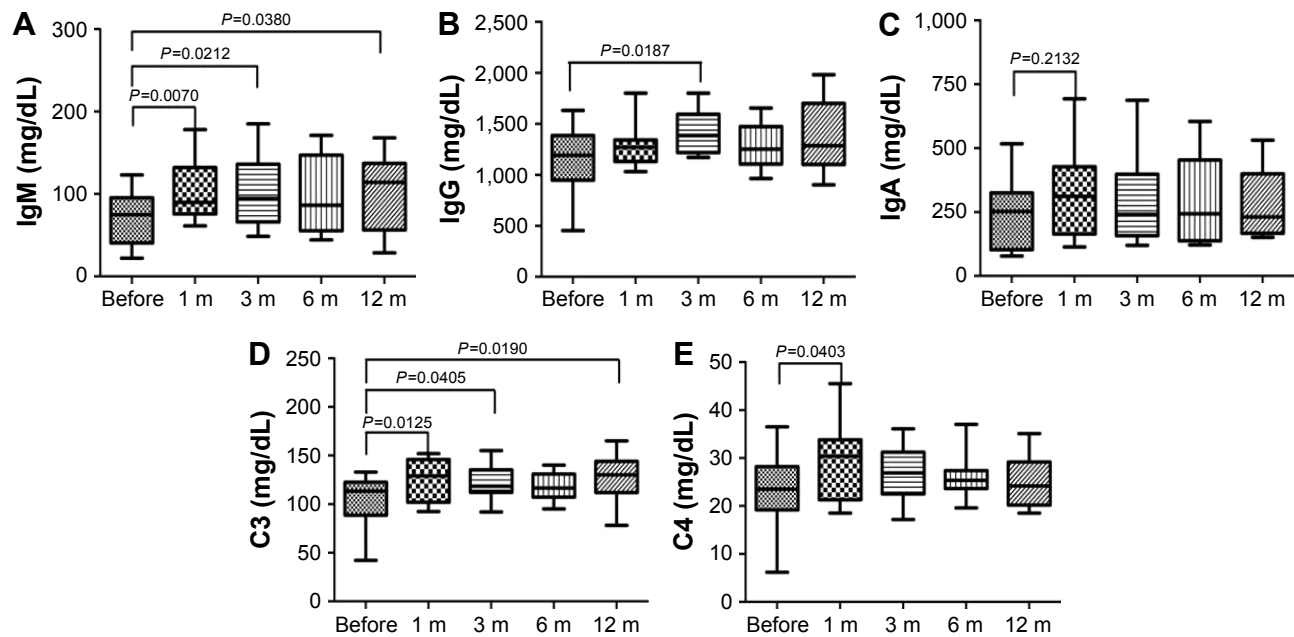 A
IgM (mg/dL)
300
200
100
0
P=0.0380
P=0.0212
P=0.0070
Before 1 m 3 m 6 m 12 m
B
IgG (mg/dL)
2,500
2,000
1,500
1,000
500
0
P=0.0187
Before 1 m 3 m 6 m 12 m
C
IgA (mg/dL)
1,000
750
500
250
0
P=0.2132
Before 1 m 3 m 6 m 12 m
D
C3 (mg/dL)
250
200
150
100
50
0
P=0.0190
P=0.0405
P=0.0125
Before 1 m 3 m 6 m 12 m
E
C4 (mg/dL)
50
40
30
20
10
0
P=0.0403
Before 1 m 3 m 6 m 12 m